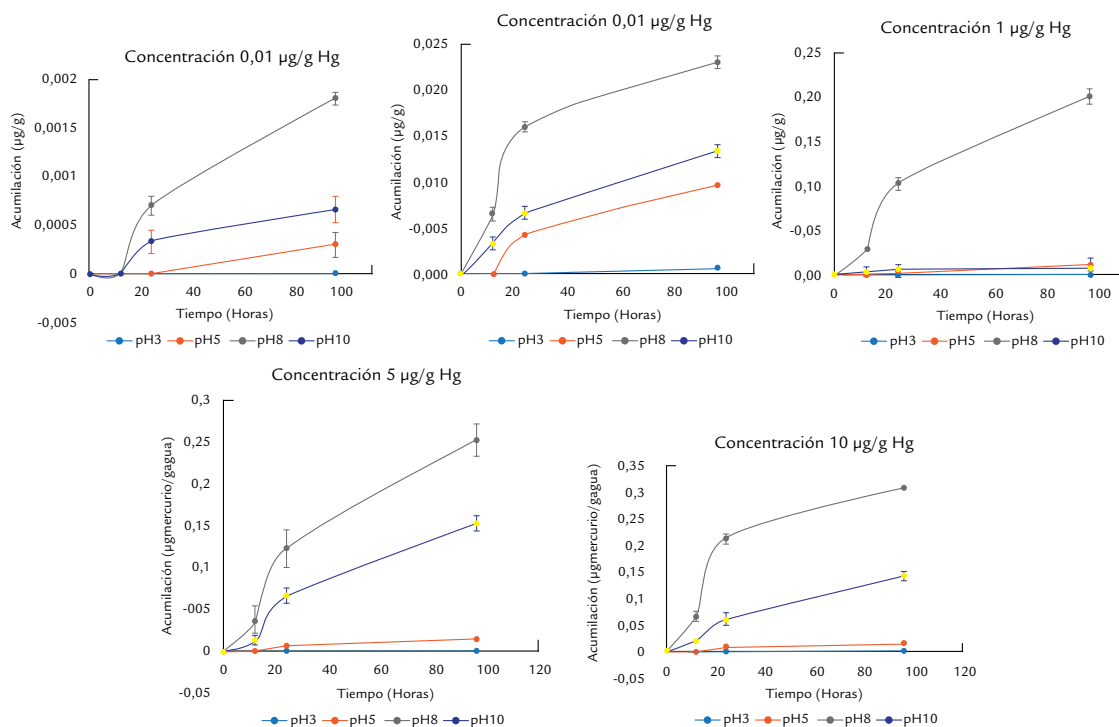 Concentración 0,01 µg/g Hg
Acumilación (µg/g)
0,002
0,0015
0,001
0,0005
0
-0,005
0 20 40 60 80 100
Tiempo (Horas)
pH3 pH5 pH8 pH10
Concentración 0,01 µg/g Hg
Acumilación (µg/g)
0,025
0,020
0,015
0,010
-0,005
0,000
0 20 40 60 80 100
Tiempo (Horas)
pH3 pH5 pH8 pH10
Concentración 1 µg/g Hg
Acumilación (µg/g)
0,25
0,20
0,15
0,10
-0,05
0,00
0 20 40 60 80 100
Tiempo (Horas)
pH3 pH5 pH8 pH10
Concentración 5 µg/g Hg
Acumilación (µgmercurio/gagua)
0,3
0,2
0,15
0,1
-005
0
-0,05
0 20 40 60 80 100 120
Tiempo (Horas)
pH3 pH5 pH8 pH10
Concentración 10 µg/g Hg
Acumilación (µgmercurio/gagua)
0,35
0,3
0,25
0,2
0,15
0,1
0,05
0
-0,05
0 20 40 60 80 100 120
Tiempo (Horas)
pH3 pH5 pH8 pH10